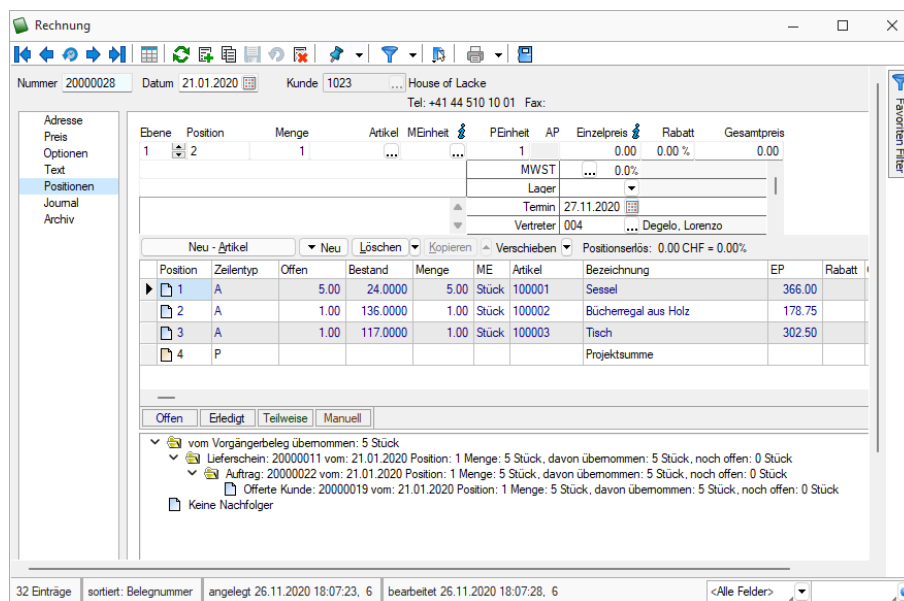 Rechnung
Nummer 20000028 Datum 21.01.2020 Kunde 1023 ... House of Lacke
Tel: +41 44 510 10 01 Fax:
Favoriten Filter
Adresse
Preis
Optionen
Text
Positionen
Journal
Archiv
Ebene Position Menge Artikel MEinheit PEinheit AP Einzelpreis Rabatt Gesamtpreis
1 2 1 ... ... 1 0.00 0.00 % 0.00
MWST ... 0.0%
Lager
Termin 27.11.2020
Vertreter 004 ... Degelo, Lorenzo
Neu - Artikel Neu Löschen Kopieren Verschieben Positionserlös: 0.00 CHF = 0.00%
Position Zeilentyp Offen Bestand Menge ME Artikel Bezeichnung EP Rabatt
1 A 5.00 24.0000 5.00 Stück 100001 Sessel 366.00
2 A 1.00 136.0000 1.00 Stück 100002 Bücherregal aus Holz 178.75
3 A 1.00 117.0000 1.00 Stück 100003 Tisch 302.50
4 P Projektsumme
Offen Erledigt Teilweise Manuell
vom Vorgängerbeleg übernommen: 5 Stück
Lieferschein: 20000011 vom: 21.01.2020 Position: 1 Menge: 5 Stück, davon übernommen: 5 Stück, noch offen: 0 Stück
Auftrag: 20000022 vom: 21.01.2020 Position: 1 Menge: 5 Stück, davon übernommen: 5 Stück, noch offen: 0 Stück
Offerte Kunde: 20000019 vom: 21.01.2020 Position: 1 Menge: 5 Stück, davon übernommen: 5 Stück, noch offen: 0 Stück
Keine Nachfolger
32 Einträge sortiert: Belegnummer angelegt 26.11.2020 18:07:23, 6 bearbeitet 26.11.2020 18:07:28, 6 <Alle Felder>